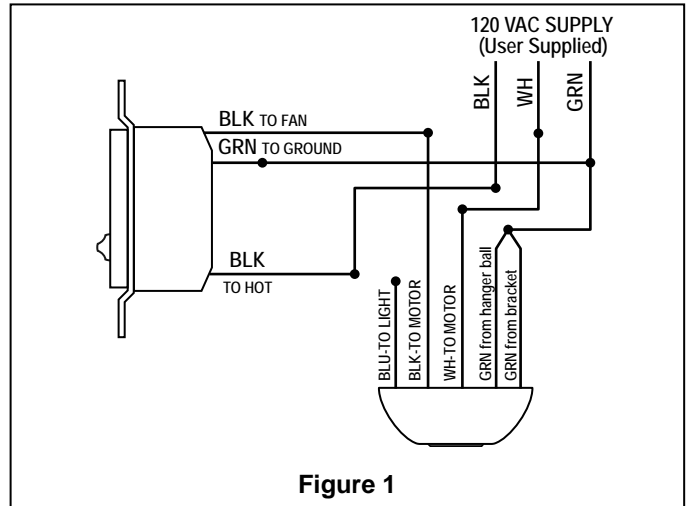 120 VAC SUPPLY
(User Supplied)
BLK
WH
GRN
BLK TO FAN
GRN TO GROUND
BLK
TO HOT
BLU-TO LIGHT
BLK-TO MOTOR
WH-TO MOTOR
GRN from hanger ball
GRN from bracket
Figure 1